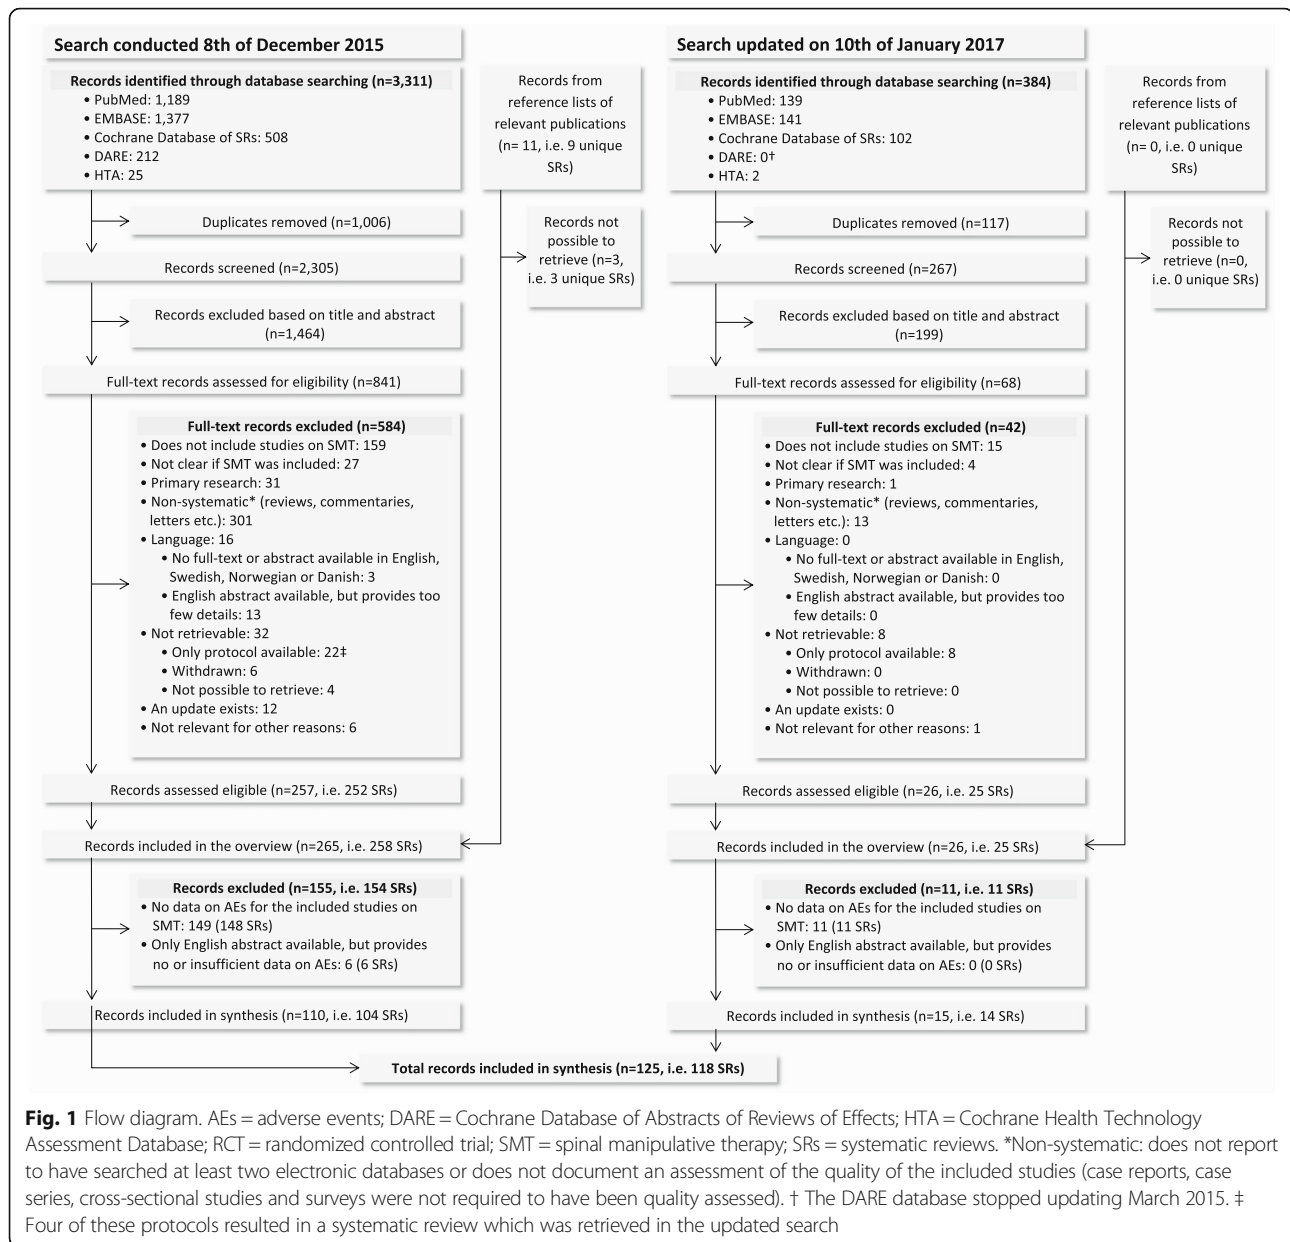 Search conducted 8th of December 2015
Records identified through database searching (n=3,311)
• PubMed: 1,189
• EMBASE: 1,377
• Cochrane Database of SRs: 508
• DARE: 212
• HTA: 25
Records from
reference lists of
relevant publications
(n= 11, i.e. 9 unique
SRs)
Duplicates removed (n=1,006)
Records not
possible to
retrieve (n=3,
i.e. 3 unique SRs)
Records screened (n=2,305)
Records excluded based on title and abstract
(n=1,464)
Full-text records assessed for eligibility (n=841)
Full-text records excluded (n=584)
• Does not include studies on SMT: 159
• Not clear if SMT was included: 27
• Primary research: 31
• Non-systematic* (reviews, commentaries,
letters etc.): 301
• Language: 16
• No full-text or abstract available in English,
Swedish, Norwegian or Danish: 3
• English abstract available, but provides too
few details: 13
• Not retrievable: 32
• Only protocol available: 22‡
• Withdrawn: 6
• Not possible to retrieve: 4
• An update exists: 12
• Not relevant for other reasons: 6
Records assessed eligible (n=257, i.e. 252 SRs)
Records included in the overview (n=265, i.e. 258 SRs)
Records excluded (n=155, i.e. 154 SRs)
• No data on AEs for the included studies on
SMT: 149 (148 SRs)
• Only English abstract available, but provides
no or insufficient data on AEs: 6 (6 SRs)
Records included in synthesis (n=110, i.e. 104 SRs)
Search updated on 10th of January 2017
Records identified through database searching (n=384)
• PubMed: 139
• EMBASE: 141
• Cochrane Database of SRs: 102
• DARE: 0†
• HTA: 2
Records from
reference lists of
relevant publications
(n= 0, i.e. 0 unique
SRs)
Duplicates removed (n=117)
Records not
possible to
retrieve (n=0,
i.e. 0 unique SRs)
Records screened (n=267)
Records excluded based on title and abstract
(n=199)
Full-text records assessed for eligibility (n=68)
Full-text records excluded (n=42)
• Does not include studies on SMT: 15
• Not clear if SMT was included: 4
• Primary research: 1
• Non-systematic* (reviews, commentaries,
letters etc.): 13
• Language: 0
• No full-text or abstract available in English,
Swedish, Norwegian or Danish: 0
• English abstract available, but provides too
few details: 0
• Not retrievable: 8
• Only protocol available: 8
• Withdrawn: 0
• Not possible to retrieve: 0
• An update exists: 0
• Not relevant for other reasons: 1
Records assessed eligible (n=26, i.e. 25 SRs)
Records included in the overview (n=26, i.e. 25 SRs)
Records excluded (n=11, i.e. 11 SRs)
• No data on AEs for the included studies on
SMT: 11 (11 SRs)
• Only English abstract available, but provides
no or insufficient data on AEs: 0 (0 SRs)
Records included in synthesis (n=15, i.e. 14 SRs)
Total records included in synthesis (n=125, i.e. 118 SRs)
Fig. 1 Flow diagram. AEs = adverse events; DARE = Cochrane Database of Abstracts of Reviews of Effects; HTA = Cochrane Health Technology
Assessment Database; RCT = randomized controlled trial; SMT = spinal manipulative therapy; SRs = systematic reviews. *Non-systematic: does not report
to have searched at least two electronic databases or does not document an assessment of the quality of the included studies (case reports, case
series, cross-sectional studies and surveys were not required to have been quality assessed). † The DARE database stopped updating March 2015. ‡
Four of these protocols resulted in a systematic review which was retrieved in the updated search